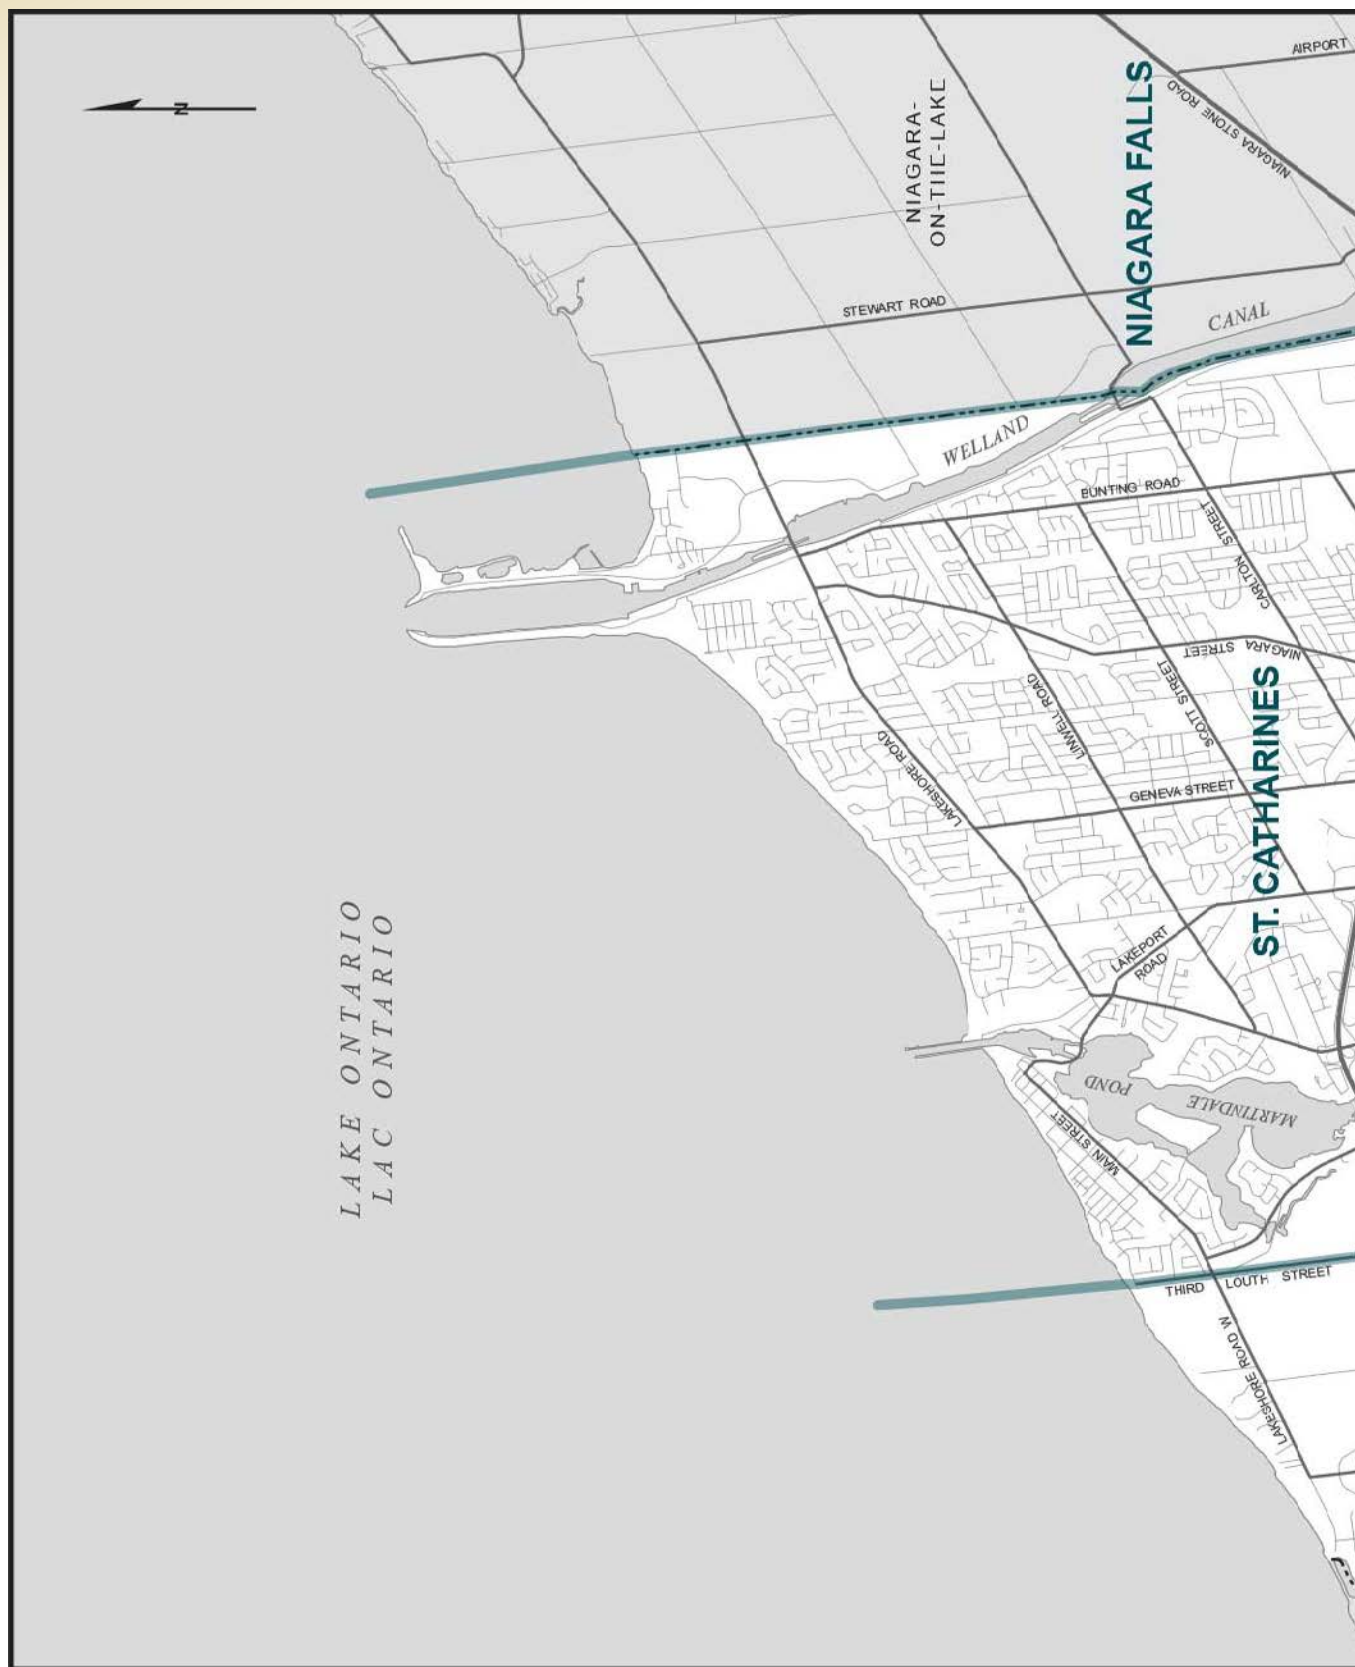 N
LAKE ONTARIO
LAC ONTARIO
NIAGARA-
ON-THE-LAKE
NIAGARA FALLS
AIRPORT
NIAGARA STONE ROAD
STEWART ROAD
WELLAND
CANAL
BUNTING ROAD
CARLTON STREET
NIAGARA STREET
LINWELL ROAD
SCOTT STREET
LAKESHORE ROAD
GENEVA STREET
ST. CATHARINES
LAKEPORT
ROAD
MARTINDALE
POND
MAIN STREET
THIRD LOUTH STREET
LAKESHORE ROAD W